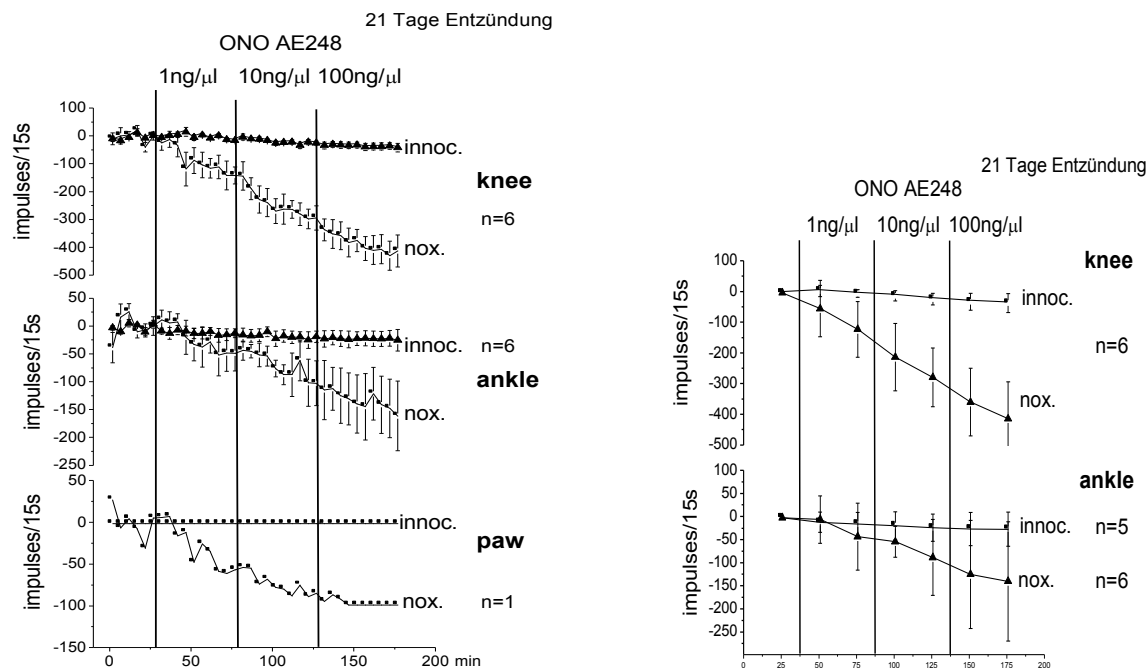 21 Tage Entzündung
ONO AE248
1ng/µl 10ng/µl 100ng/µl
100
0
-100
-200
-300
-400
-500
impulses/15s
innoc.
knee
n=6
nox.
50
0
-50
-100
-150
-200
-250
impulses/15s
innoc. n=6
ankle
nox.
50
0
-50
-100
-150
impulses/15s
innoc.
paw
nox. n=1
0 50 100 150 200 min
21 Tage Entzündung
ONO AE248
1ng/µl 10ng/µl 100ng/µl
knee
100
0
-100
-200
-300
-400
-500
impulses/15s
innoc.
n=6
nox.
ankle
100
50
0
-50
-100
-150
-200
-250
impulses/15s
innoc. n=5
nox. n=6
0 25 50 75 100 125 150 175 200